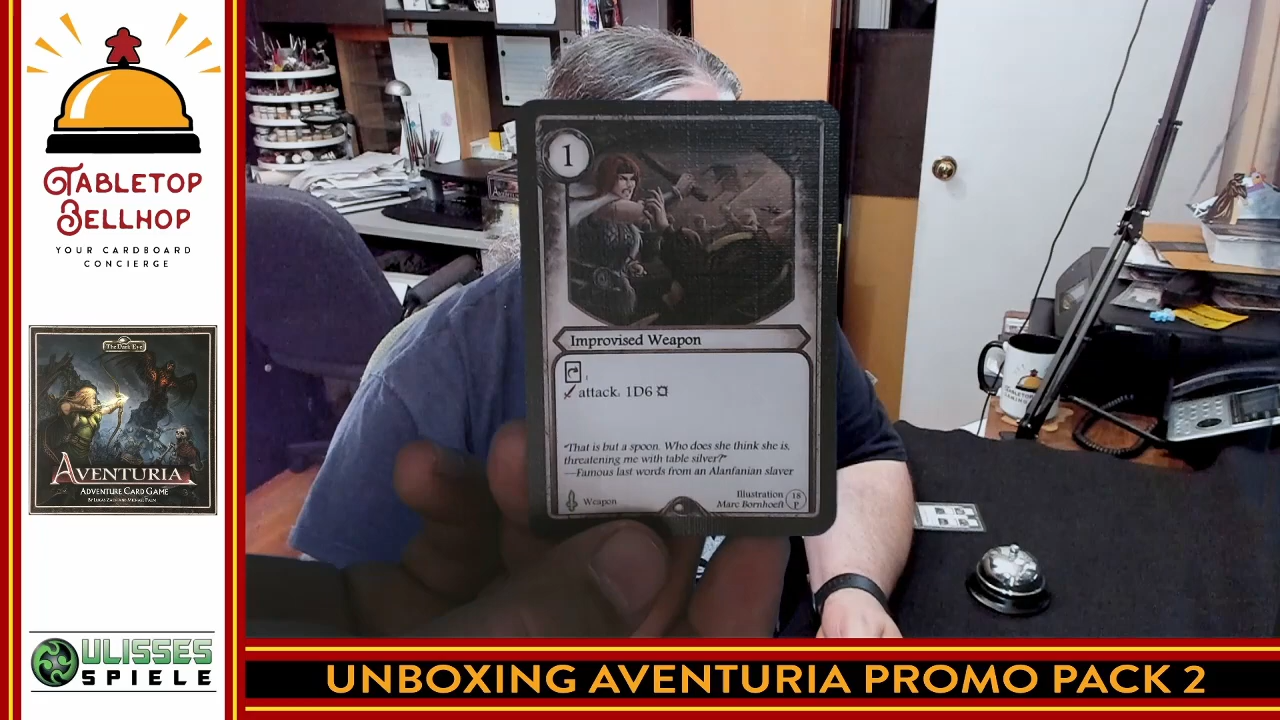 TABLETOP
BELLHOP
YOUR CARDBOARD
CONCIERGE
The Dark Eye
AVENTURIA
ADVENTURE CARD GAME
ULISSES
SPIELE
1
Improvised Weapon
attack: 1D6
"That is but a spoon. Who does she think she is,
threatening me with table silver?"
—Famous last words from an Alanfanian slaver
Weapon
Illustration
Marc Bornhoeft
18
P
UNBOXING AVENTURIA PROMO PACK 2